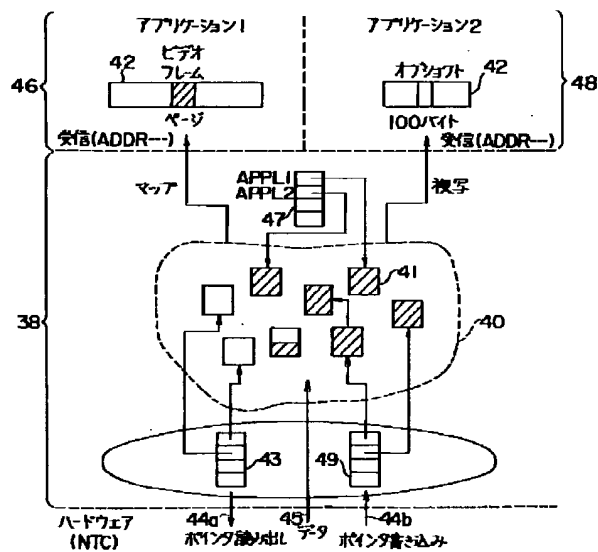 アプリケーション1
アプリケーション2
ビデオ
フレーム
42
46
ページ
オブジェクト
42
48
100バイト
受信(ADDR---)
受信(ADDR---)
マップ
APPL1
APPL2
47
複写
41
38
40
43
49
ハードウェア
(NTC)
44a
ポインタ読り出し
45
データ
44b
ポインタ書き込み